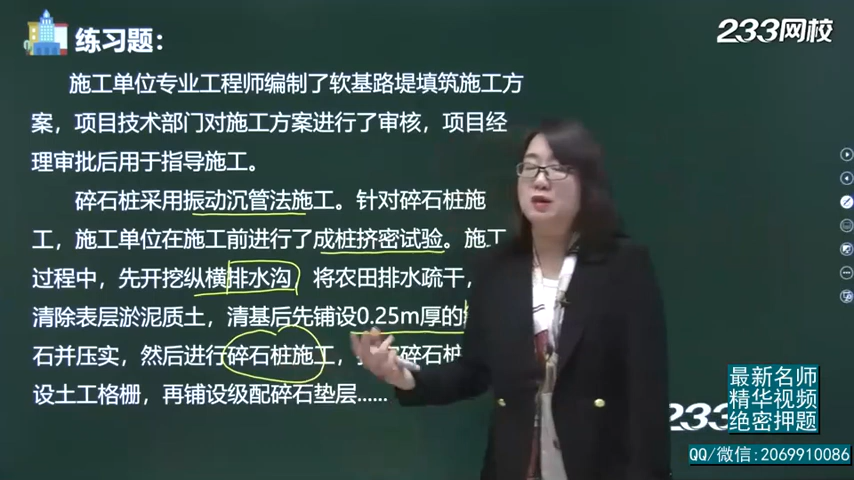 练习题：
233网校
施工单位专业工程师编制了软基路堤填筑施工方
案，项目技术部门对施工方案进行了审核，项目经
理审批后用于指导施工。
碎石桩采用振动沉管法施工。针对碎石桩施
工，施工单位在施工前进行了成桩挤密试验。施工
过程中，先开挖纵横排水沟，将农田排水疏干，
清除表层淤泥质土，清基后先铺设0.25m厚的
石并压实，然后进行碎石桩施工，碎石桩
设土工格栅，再铺设级配碎石垫层......
233
最新名师
精华视频
绝密押题
QQ/微信:2069910086